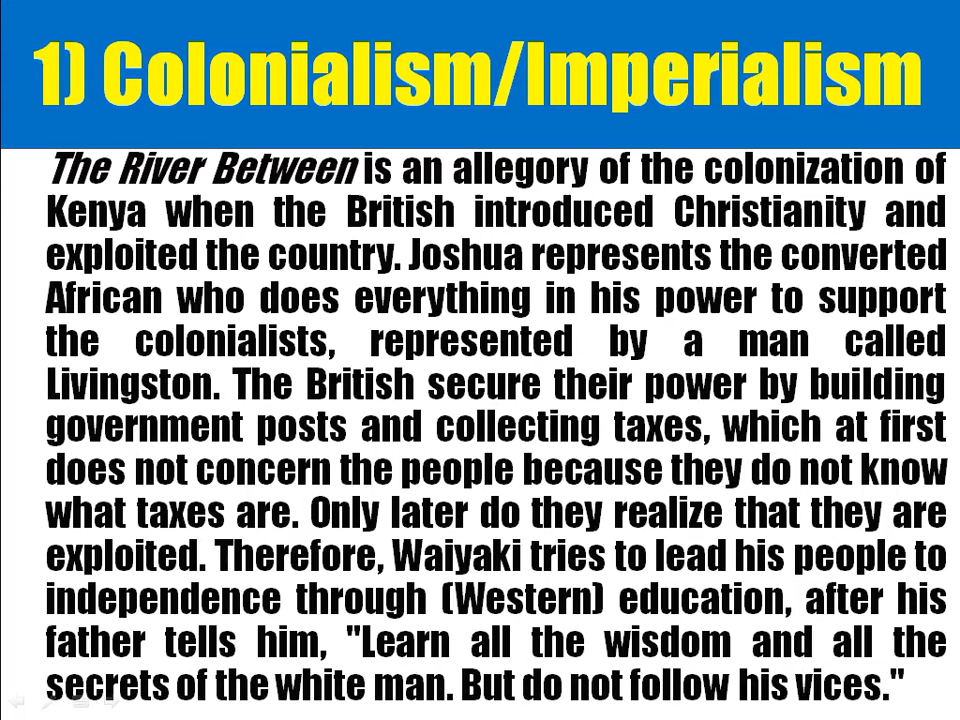 1) Colonialism/Imperialism
The River Between is an allegory of the colonization of
Kenya when the British introduced Christianity and
exploited the country. Joshua represents the converted
African who does everything in his power to support
the colonialists, represented by a man called
Livingston. The British secure their power by building
government posts and collecting taxes, which at first
does not concern the people because they do not know
what taxes are. Only later do they realize that they are
exploited. Therefore, Waiyaki tries to lead his people to
independence through (Western) education, after his
father tells him, "Learn all the wisdom and all the
secrets of the white man. But do not follow his vices."